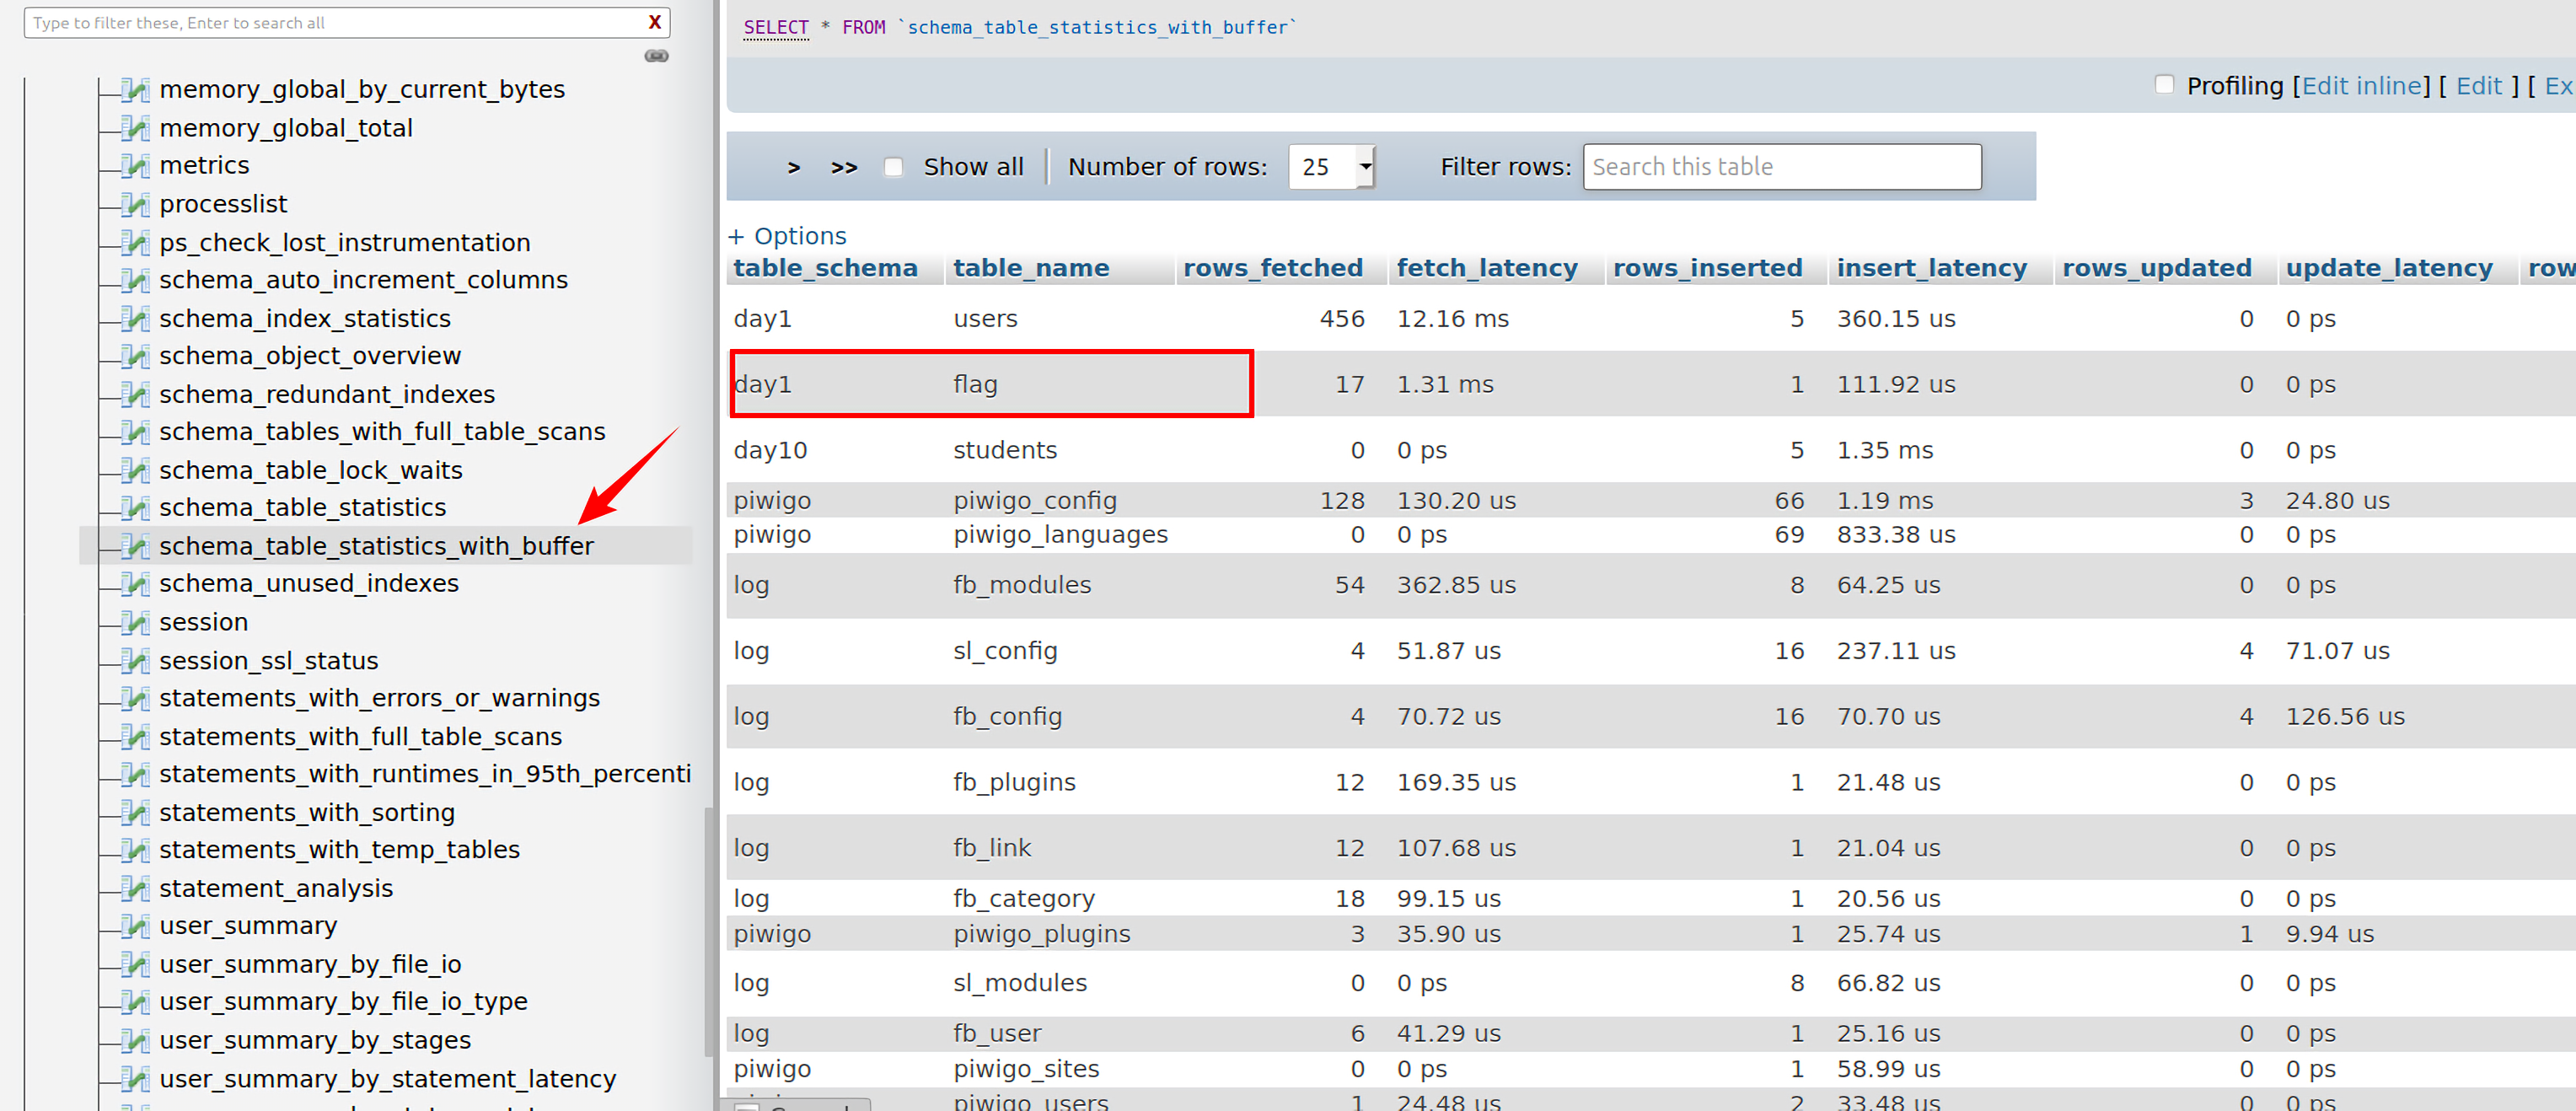 Type to filter these, Enter to search all X
memory_global_by_current_bytes
memory_global_total
metrics
processlist
ps_check_lost_instrumentation
schema_auto_increment_columns
schema_index_statistics
schema_object_overview
schema_redundant_indexes
schema_tables_with_full_table_scans
schema_table_lock_waits
schema_table_statistics
schema_table_statistics_with_buffer
schema_unused_indexes
session
session_ssl_status
statements_with_errors_or_warnings
statements_with_full_table_scans
statements_with_runtimes_in_95th_percenti
statements_with_sorting
statements_with_temp_tables
statement_analysis
user_summary
user_summary_by_file_io
user_summary_by_file_io_type
user_summary_by_stages
user_summary_by_statement_latency
SELECT * FROM `schema_table_statistics_with_buffer`
Profiling [Edit inline] [ Edit ] [ Ex
> >> Show all Number of rows: 25 Filter rows: Search this table
+ Options
table_schema table_name rows_fetched fetch_latency rows_inserted insert_latency rows_updated update_latency row
day1 users 456 12.16 ms 5 360.15 us 0 0 ps
day1 flag 17 1.31 ms 1 111.92 us 0 0 ps
day10 students 0 0 ps 5 1.35 ms 0 0 ps
piwigo piwigo_config 128 130.20 us 66 1.19 ms 3 24.80 us
piwigo piwigo_languages 0 0 ps 69 833.38 us 0 0 ps
log fb_modules 54 362.85 us 8 64.25 us 0 0 ps
log sl_config 4 51.87 us 16 237.11 us 4 71.07 us
log fb_config 4 70.72 us 16 70.70 us 4 126.56 us
log fb_plugins 12 169.35 us 1 21.48 us 0 0 ps
log fb_link 12 107.68 us 1 21.04 us 0 0 ps
log fb_category 18 99.15 us 1 20.56 us 0 0 ps
piwigo piwigo_plugins 3 35.90 us 1 25.74 us 1 9.94 us
log sl_modules 0 0 ps 8 66.82 us 0 0 ps
log fb_user 6 41.29 us 1 25.16 us 0 0 ps
piwigo piwigo_sites 0 0 ps 1 58.99 us 0 0 ps
piwigo_users 1 24.48 us 2 33.48 us 0 0 ps